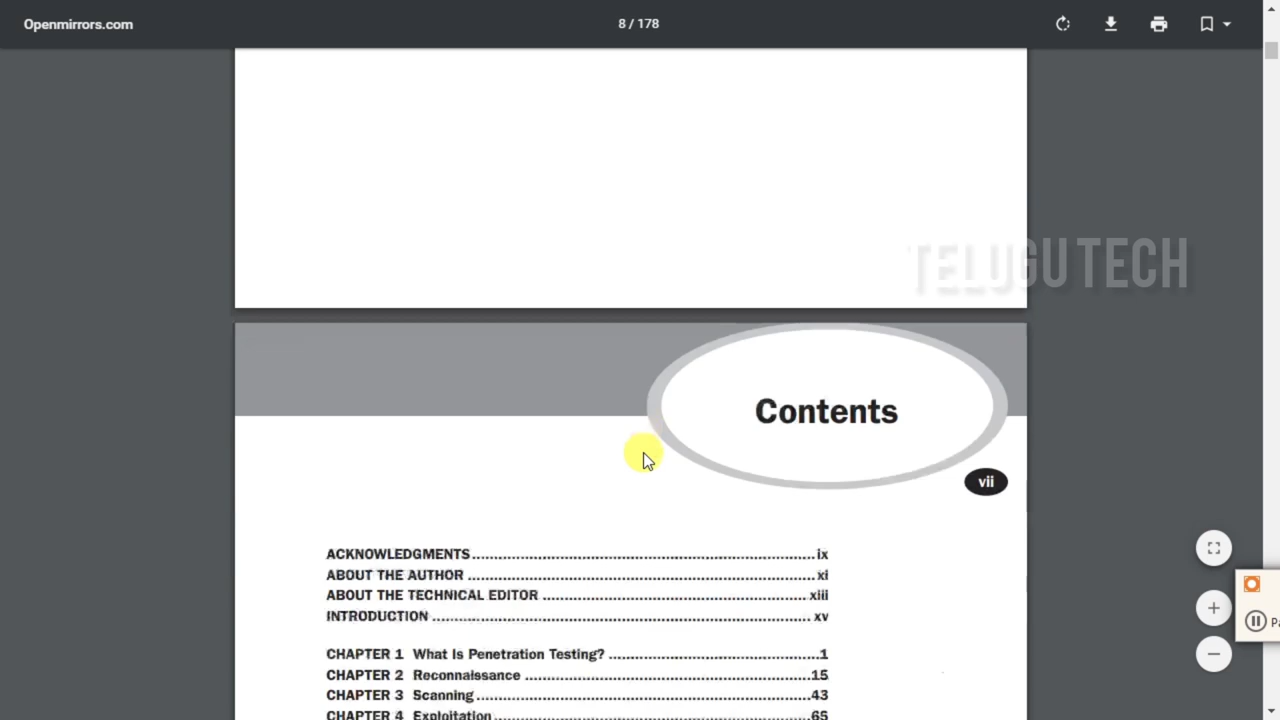 Openmirrors.com
8 / 178
TELUGU TECH
Contents
vii
ACKNOWLEDGMENTS ix
ABOUT THE AUTHOR xi
ABOUT THE TECHNICAL EDITOR xiii
INTRODUCTION xv
CHAPTER 1 What Is Penetration Testing? 1
CHAPTER 2 Reconnaissance 15
CHAPTER 3 Scanning 43
CHAPTER 4 Exploitation 65